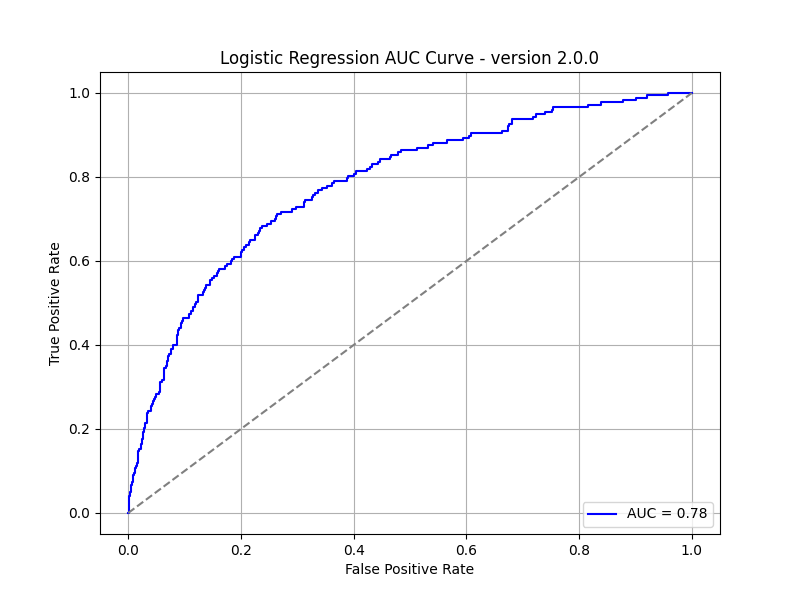 Logistic Regression AUC Curve - version 2.0.0
1.0
0.8
0.6
0.4
0.2
0.0
True Positive Rate
AUC = 0.78
0.0 0.2 0.4 0.6 0.8 1.0
False Positive Rate